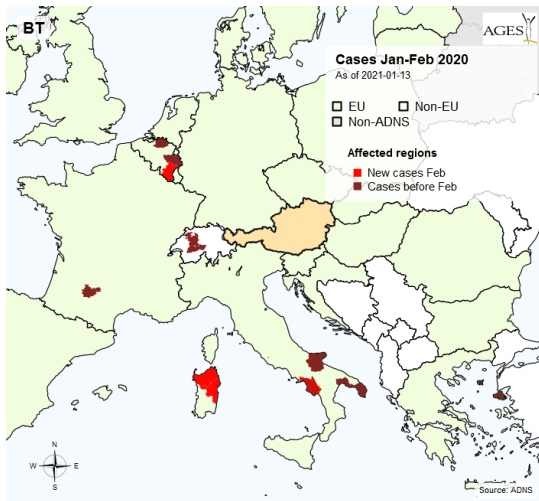 BT
AGES
Cases Jan-Feb 2020
As of 2021-01-13
EU
Non-EU
Non-ADNS
Affected regions
New cases Feb
Cases before Feb
N
W
E
S
Source: ADNS